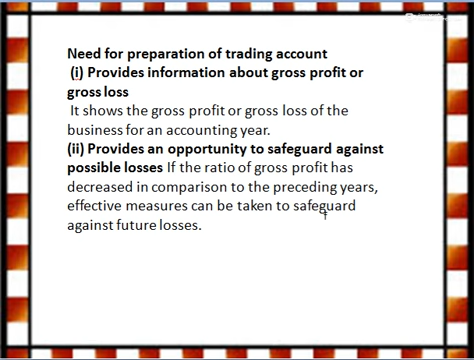 Need for preparation of trading account
(i) Provides information about gross profit or
gross loss
It shows the gross profit or gross loss of the
business for an accounting year.
(ii) Provides an opportunity to safeguard against
possible losses If the ratio of gross profit has
decreased in comparison to the preceding years,
effective measures can be taken to safeguard
against future losses.